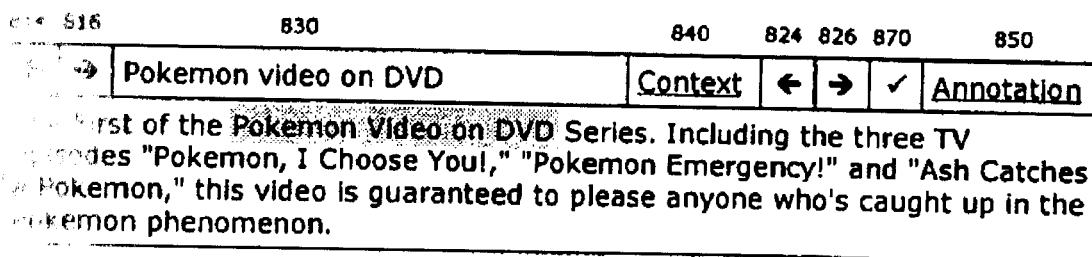 816 830 840 824 826 870 850
→ Pokemon video on DVD Context ← → ✓ Annotation
of the Pokemon Video on DVD Series. Including the three TV
"Pokemon, I Choose You!," "Pokemon Emergency!" and "Ash Catches
Pokemon," this video is guaranteed to please anyone who's caught up in the
phenomenon.